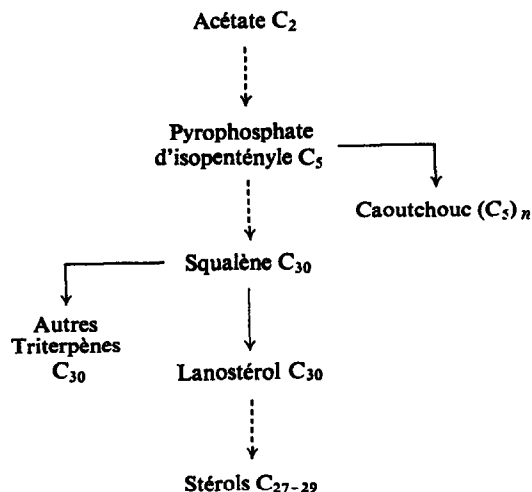 Acétate C₂
Pyrophosphate
d'isopentényle C₅
Caoutchouc (C₅)ₙ
Squalène C₃₀
Autres
Triterpènes
C₃₀
Lanostérol C₃₀
Stérols C₂₇₋₂₉